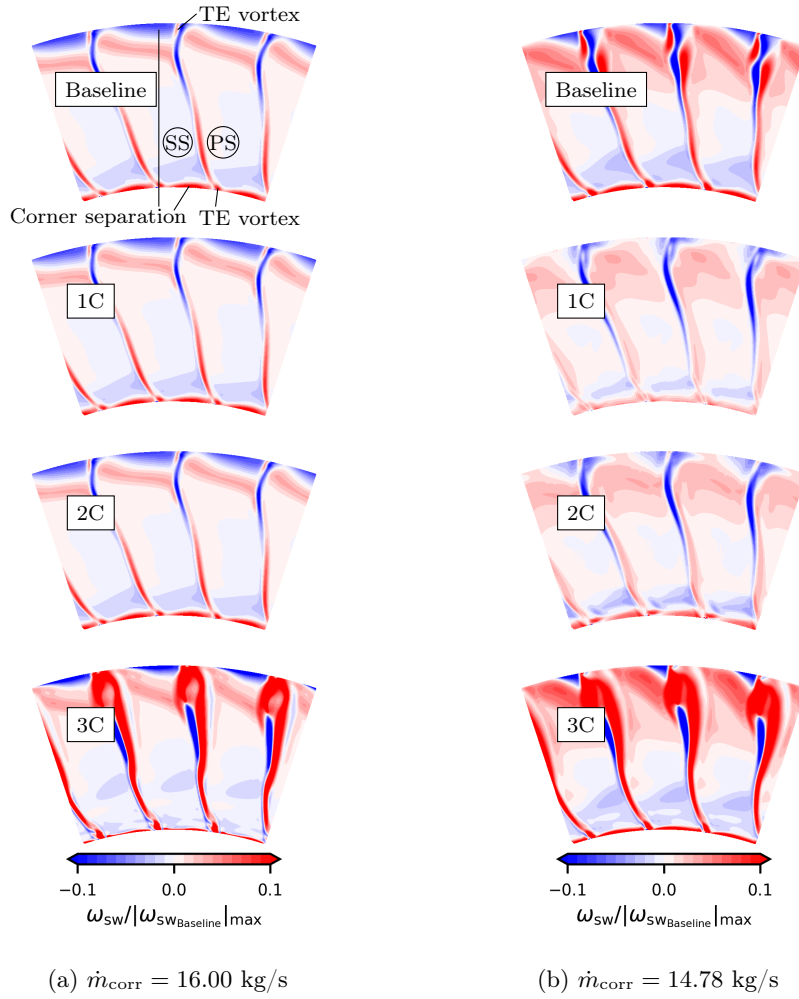 TE vortex
Baseline
SS
PS
Corner separation
TE vortex
1C
2C
3C
−0.1 0.0 0.1
ω_sw/|ω_sw_Baseline|_max
(a) ṁ_corr = 16.00 kg/s
Baseline
1C
2C
3C
−0.1 0.0 0.1
ω_sw/|ω_sw_Baseline|_max
(b) ṁ_corr = 14.78 kg/s